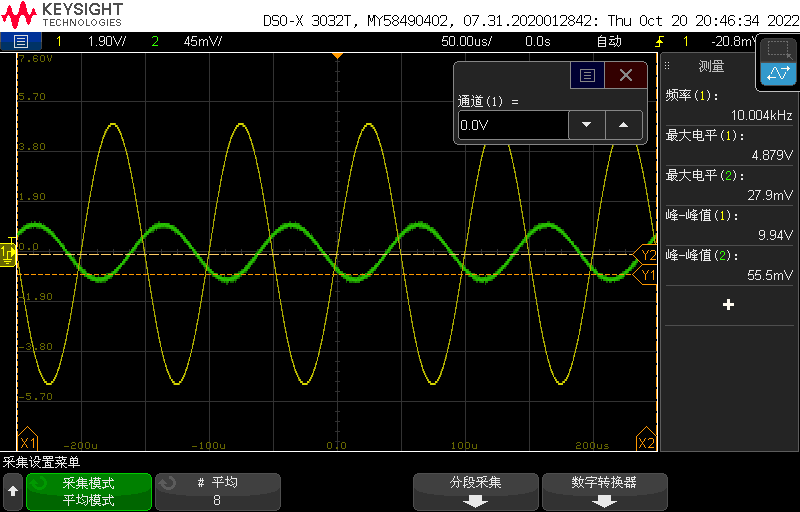 KEYSIGHT
TECHNOLOGIES
DSO-X 3032T, MY58490402, 07.31.2020012842: Thu Oct 20 20:46:34 2022
1 1.90V/ 2 45mV/ 50.00us/ 0.0s 自动 1 -20.8mV
7.60V
5.70
3.80
1.90
0.0
-1.90
-3.80
-5.70
-200u -100u 0.0 100u 200us
通道(1) =
0.0V
测量
频率(1):
10.004kHz
最大电平(1):
4.879V
最大电平(2):
27.9mV
峰-峰值(1):
9.94V
峰-峰值(2):
55.5mV
Y2
Y1
X1
X2
采集设置菜单
采集模式
平均模式
# 平均
8
分段采集
数字转换器